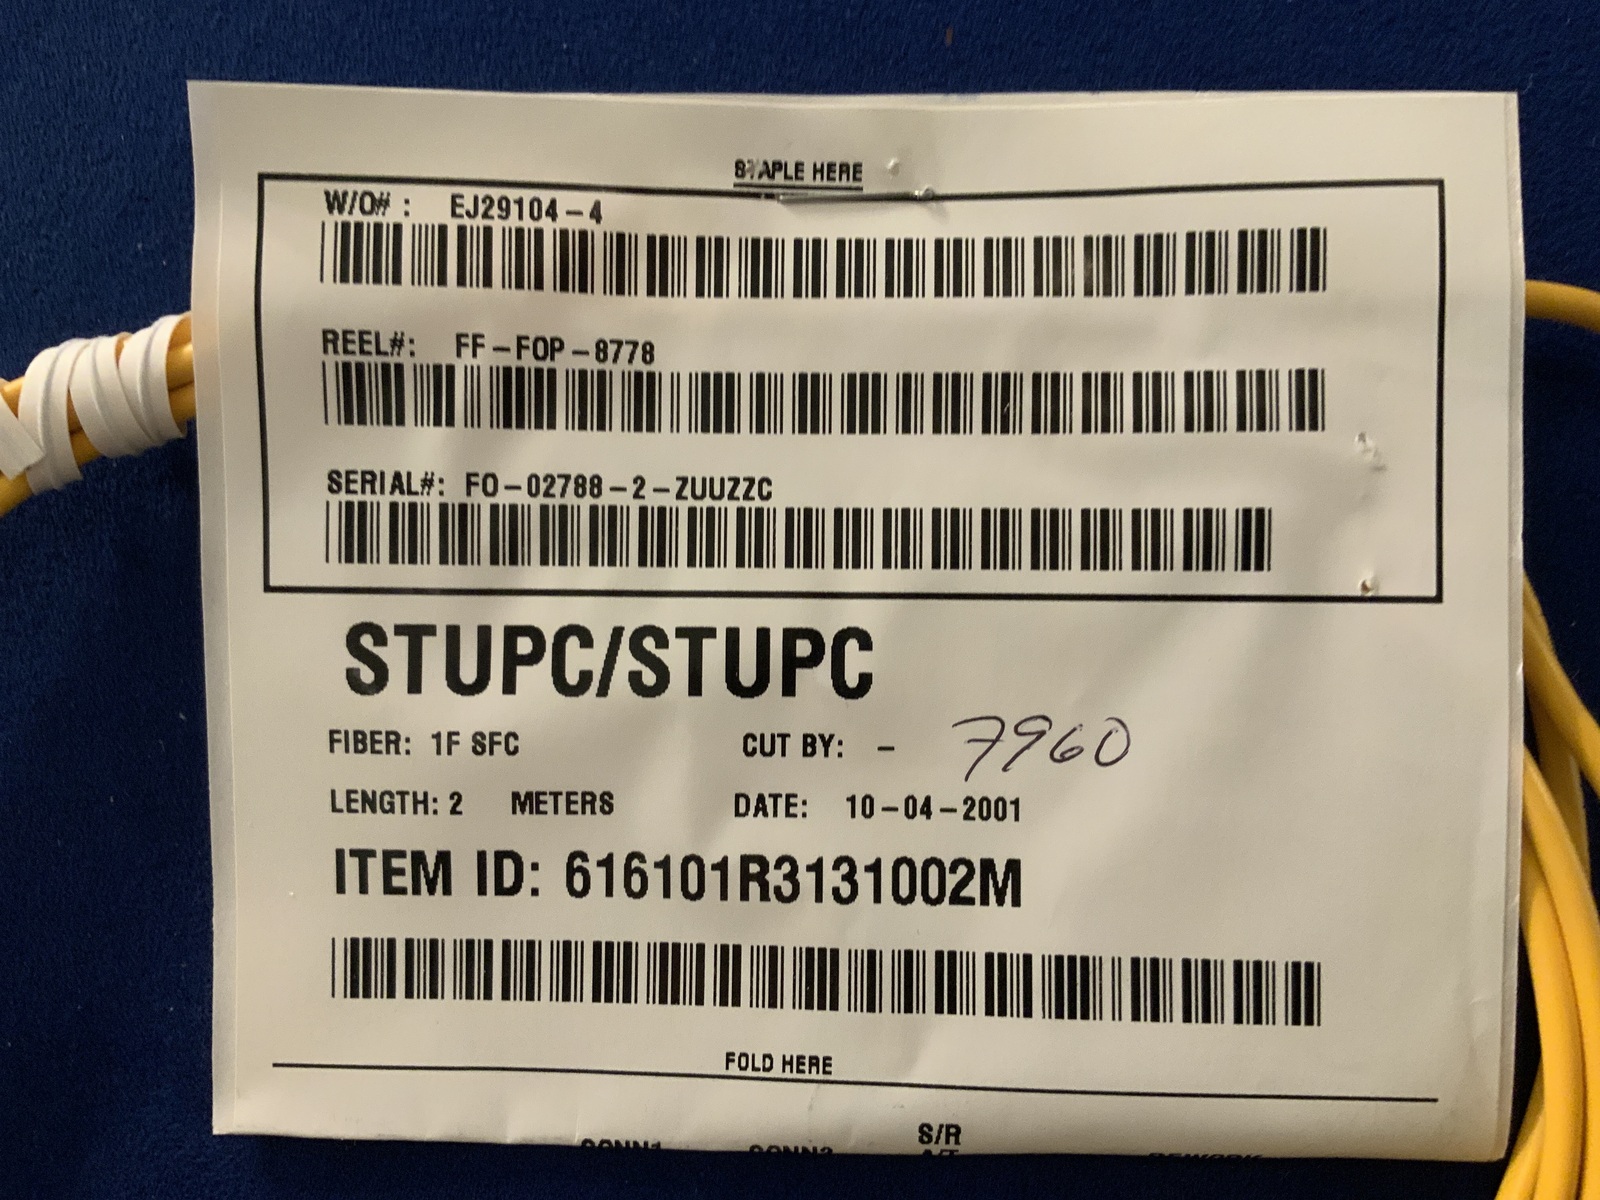 STAPLE HERE
W/O# : EJ29104-4
REEL#: FF-FOP-8778
SERIAL#: FO-02788-2-ZUUZZC
STUPC/STUPC
FIBER: 1F SFC CUT BY: - 7960
LENGTH: 2 METERS DATE: 10-04-2001
ITEM ID: 616101R3131002M
FOLD HERE
S/R